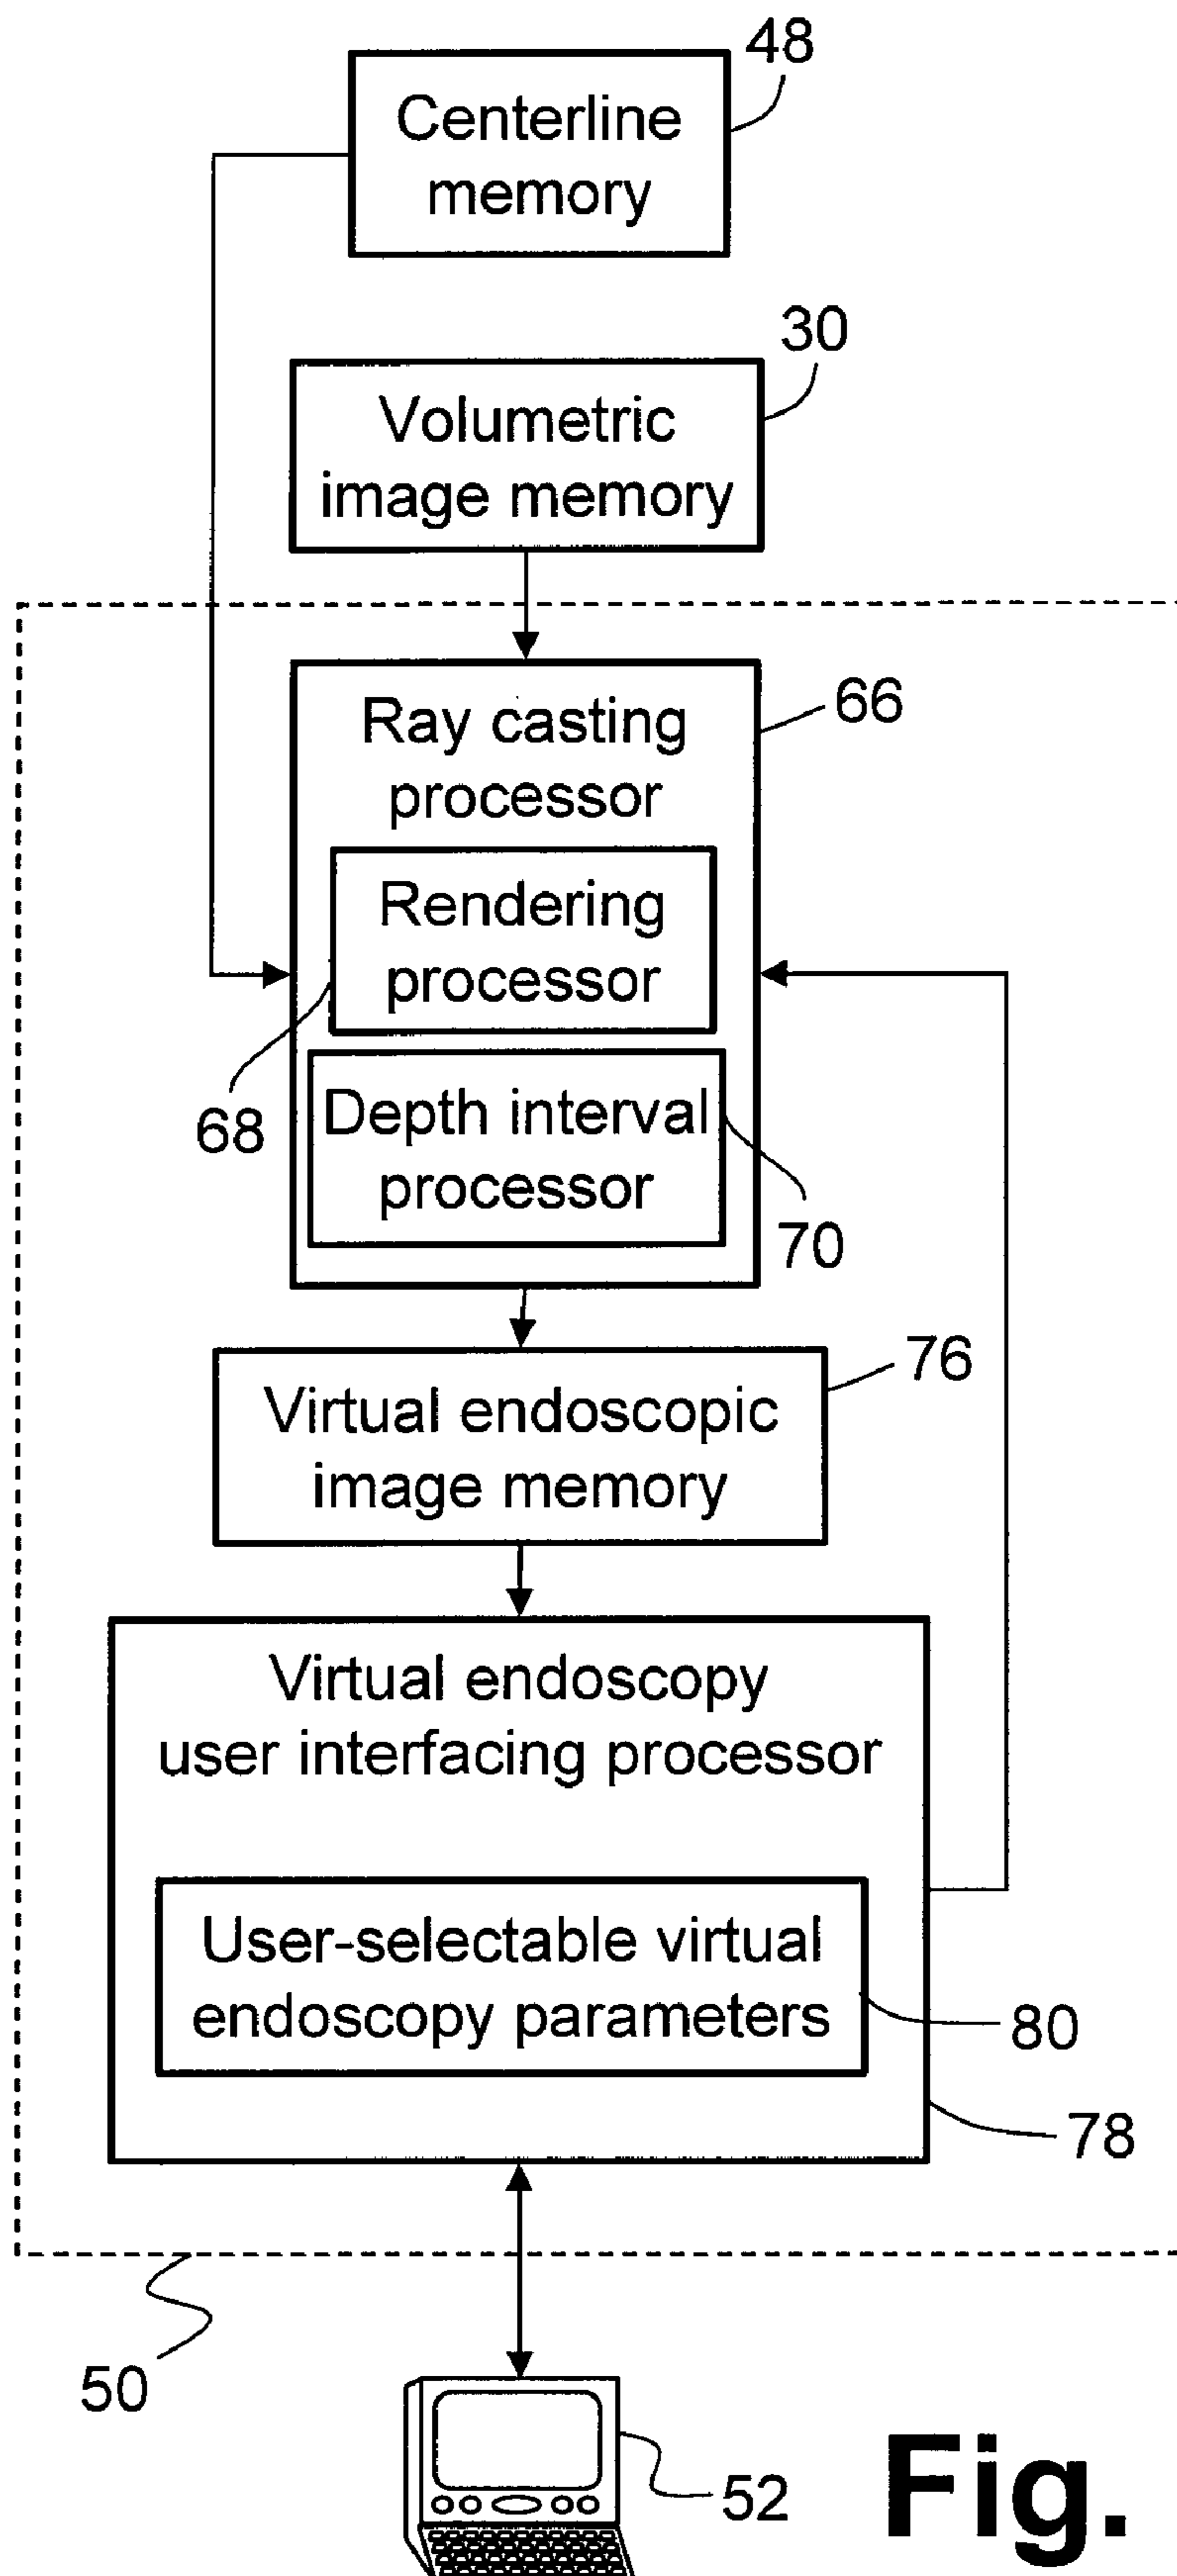 48
Centerline
memory
30
Volumetric
image memory
66
Ray casting
processor
Rendering
processor
68
Depth interval
processor
70
76
Virtual endoscopic
image memory
Virtual endoscopy
user interfacing processor
User-selectable virtual
endoscopy parameters
80
78
50
52
Fig.